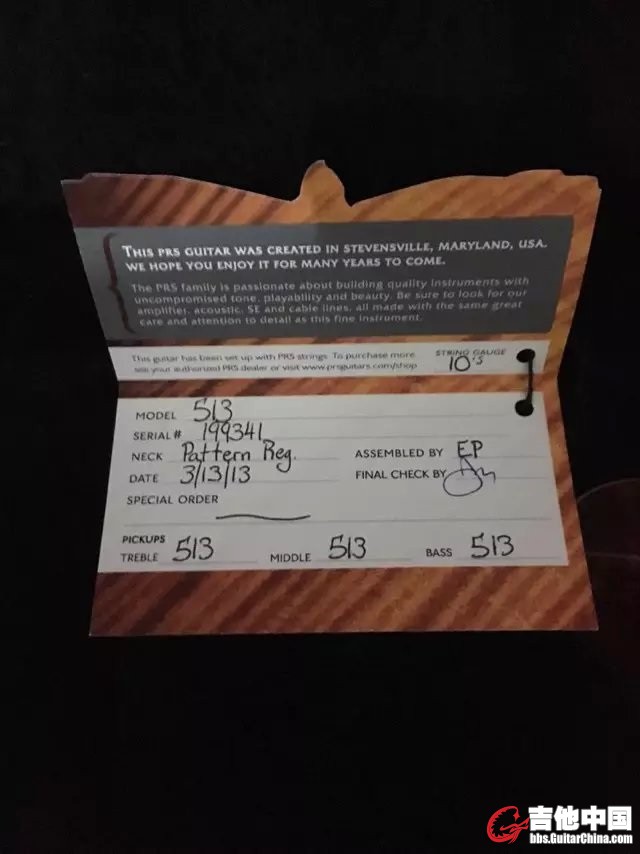 THIS PRS GUITAR WAS CREATED IN STEVENSVILLE, MARYLAND, USA.
WE HOPE YOU ENJOY IT FOR MANY YEARS TO COME.
The PRS family is passionate about building quality instruments with
uncompromised tone, playability and beauty. Be sure to look for our
amplifier, acoustic, SE and cable lines, all made with the same great
care and attention to detail as this fine instrument.
This guitar has been set up with PRS strings. To purchase more
see your authorized PRS dealer or visit www.prsguitars.com/shop
STRING GAUGE
10's
MODEL 513
SERIAL # 199341
NECK Pattern Reg.
DATE 3/13/13
ASSEMBLED BY EP
FINAL CHECK BY
SPECIAL ORDER
PICKUPS
TREBLE 513 MIDDLE 513 BASS 513
吉他中国
bbs.GuitarChina.com